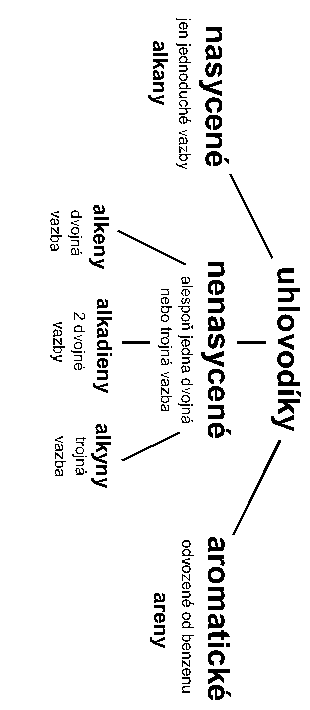 uhlovodíky
nasycené
jen jednoduché vazby
alkany
nenasycené
alespoň jedna dvojná
nebo trojná vazba
alkeny
dvojná
vazba
alkadieny
2 dvojné
vazby
alkyny
trojná
vazba
aromatické
odvozené od benzenu
areny